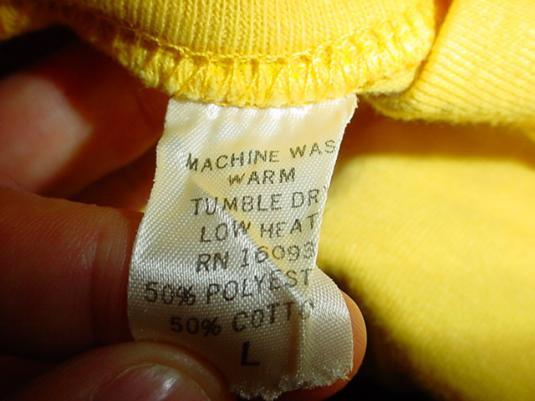 MACHINE WAS
WARM
TUMBLE DRY
LOW HEAT
RN 16093
50% POLYEST
50% COTTO
L